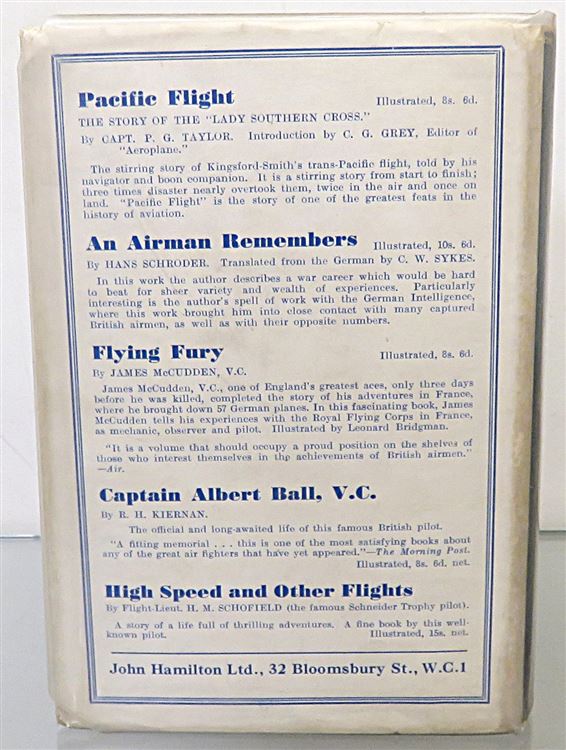 Pacific Flight Illustrated, 8s. 6d.
THE STORY OF THE "LADY SOUTHERN CROSS."
By CAPT. P. G. TAYLOR. Introduction by C. G. GREY, Editor of
"Aeroplane."
The stirring story of Kingsford-Smith's trans-Pacific flight, told by his
navigator and boon companion. It is a stirring story from start to finish;
three times disaster nearly overtook them, twice in the air and once on
land. "Pacific Flight" is the story of one of the greatest feats in the
history of aviation.
An Airman Remembers Illustrated, 10s. 6d.
By HANS SCHRODER. Translated from the German by C. W. SYKES.
In this work the author describes a war career which would be hard
to beat for sheer variety and wealth of experiences. Particularly
interesting is the author's spell of work with the German Intelligence,
where this work brought him into close contact with many captured
British airmen, as well as with their opposite numbers.
Flying Fury Illustrated, 8s. 6d.
By JAMES McCUDDEN, V.C.
James McCudden, V.C., one of England's greatest aces, only three days
before he was killed, completed the story of his adventures in France,
where he brought down 57 German planes. In this fascinating book, James
McCudden tells his experiences with the Royal Flying Corps in France,
as mechanic, observer and pilot. Illustrated by Leonard Bridgman.
"It is a volume that should occupy a proud position on the shelves of
those who interest themselves in the achievements of British airmen."
—Air.
Captain Albert Ball, V.C.
By R. H. KIERNAN.
The official and long-awaited life of this famous British pilot.
"A fitting memorial . . . this is one of the most satisfying books about
any of the great air fighters that have yet appeared."—The Morning Post.
Illustrated, 8s. 6d. net.
High Speed and Other Flights
By Flight-Lieut. H. M. SCHOFIELD (the famous Schneider Trophy pilot).
A story of a life full of thrilling adventures. A fine book by this well-
known pilot. Illustrated, 15s. net.
John Hamilton Ltd., 32 Bloomsbury St., W.C.1